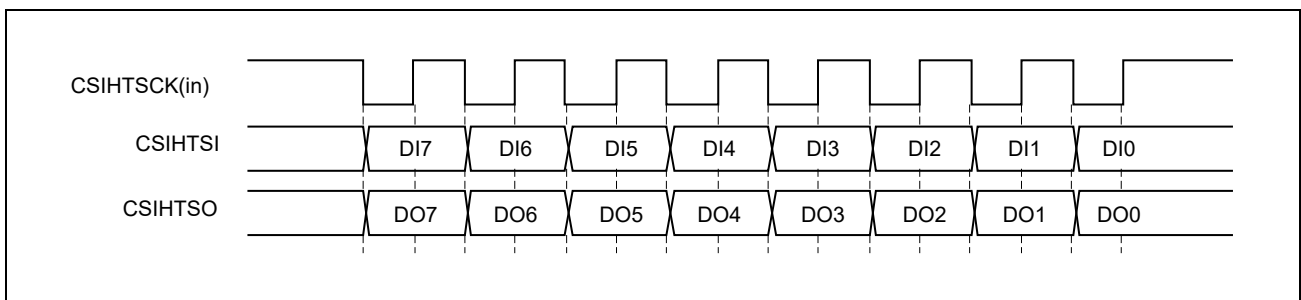 CSIHTSCK(in)
CSIHTSI DI7 DI6 DI5 DI4 DI3 DI2 DI1 DI0
CSIHTSO DO7 DO6 DO5 DO4 DO3 DO2 DO1 DO0